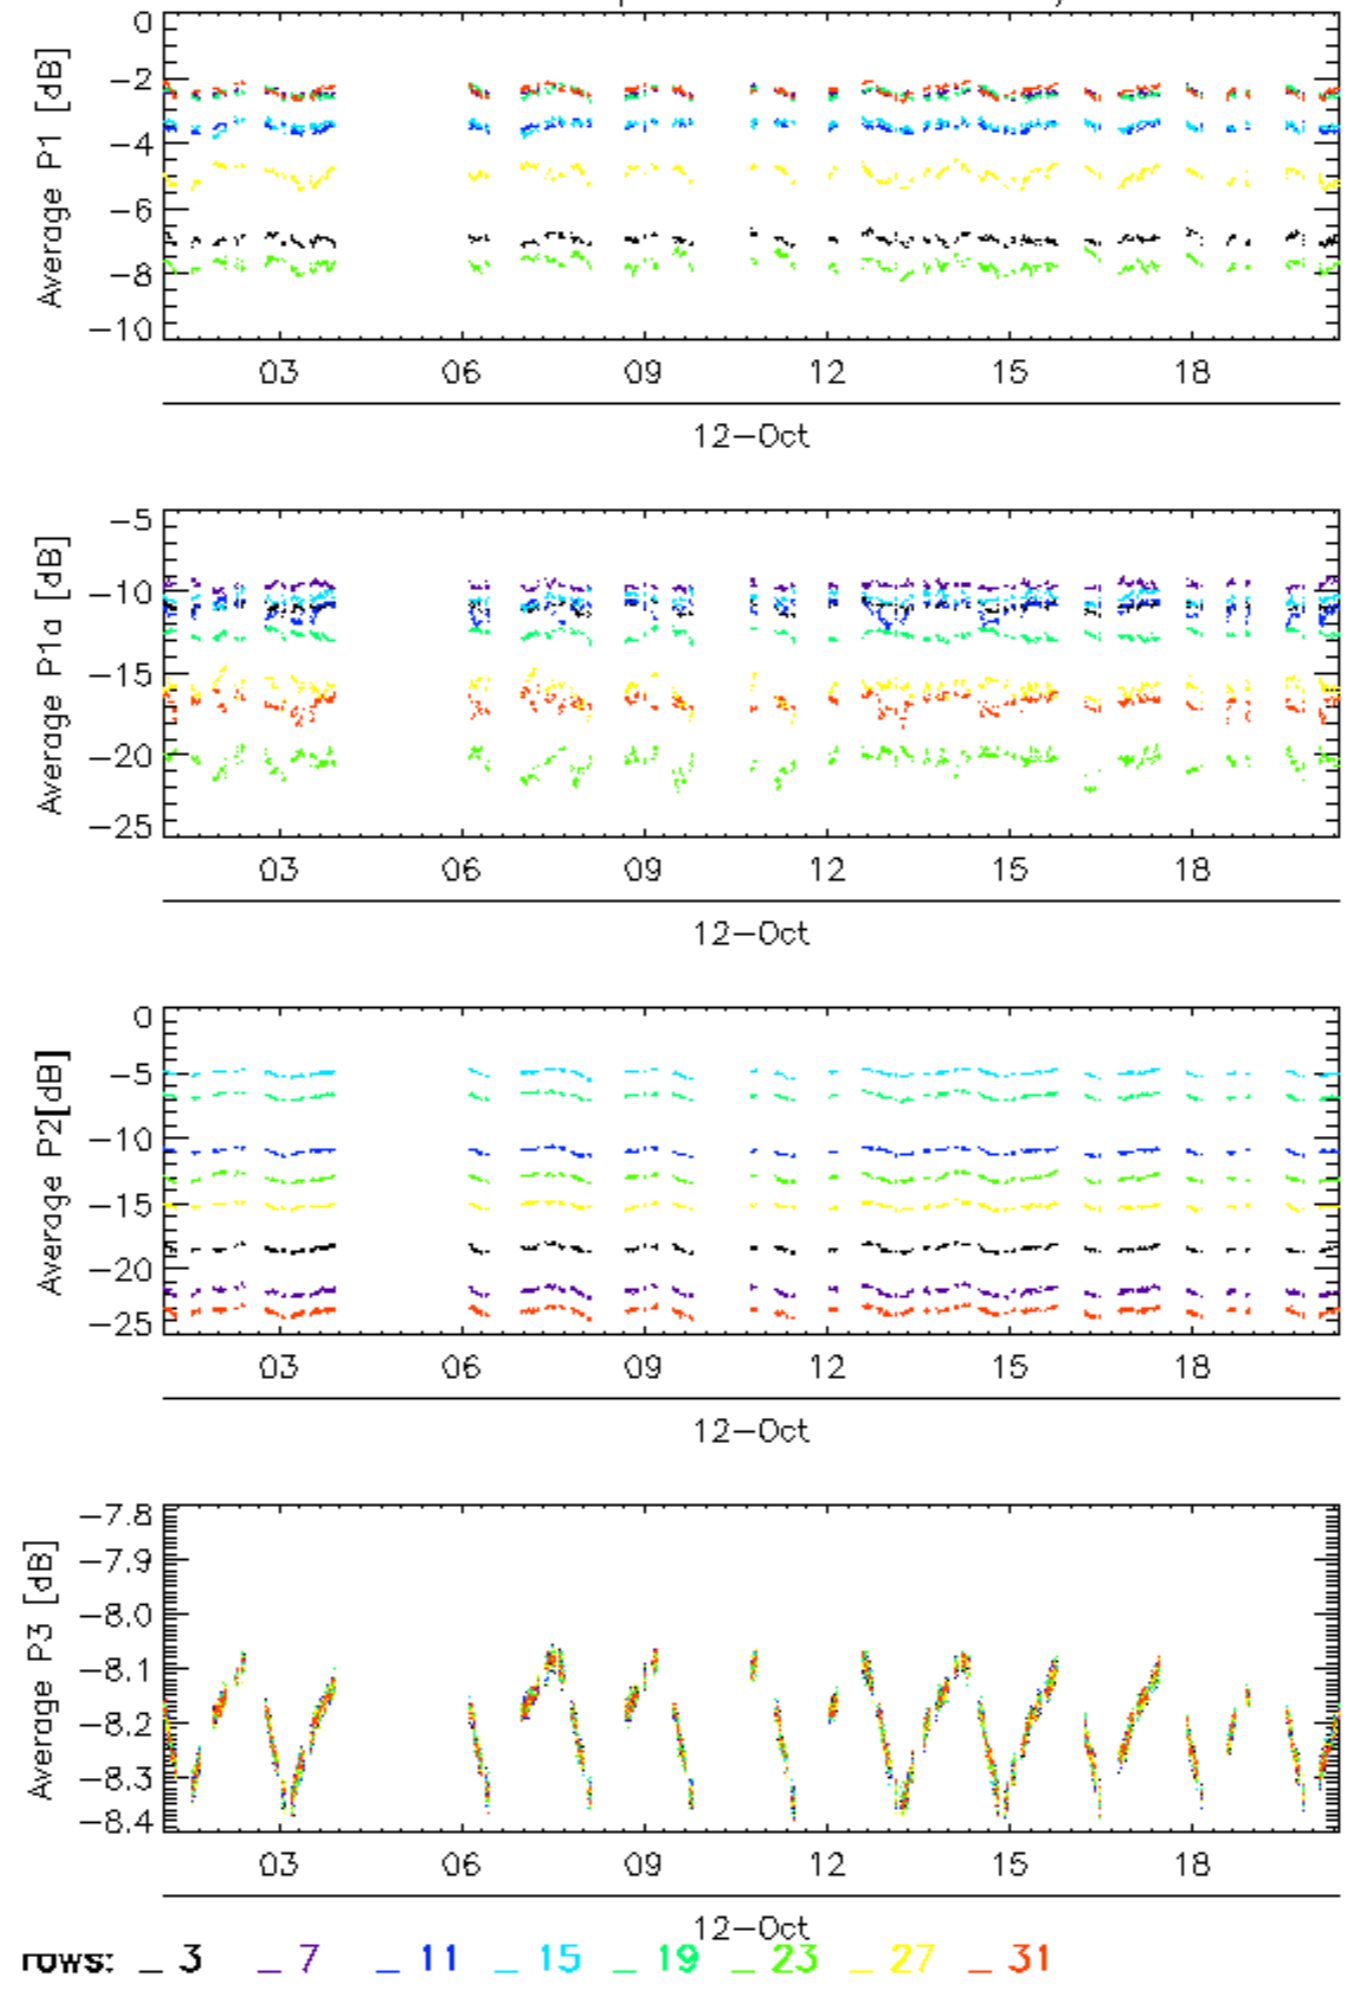 0
−2
−4
−6
−8
−10
Average P1 [dB]
03 06 09 12 15 18
12−Oct
−5
−10
−15
−20
−25
Average P1a [dB]
03 06 09 12 15 18
12−Oct
0
−5
−10
−15
−20
−25
Average P2[dB]
03 06 09 12 15 18
12−Oct
−7.8
−7.9
−8.0
−8.1
−8.2
−8.3
−8.4
Average P3 [dB]
03 06 09 12 15 18
12−Oct
rows: _ 3 _ 7 _ 11 _ 15 _ 19 _ 23 _ 27 _ 31